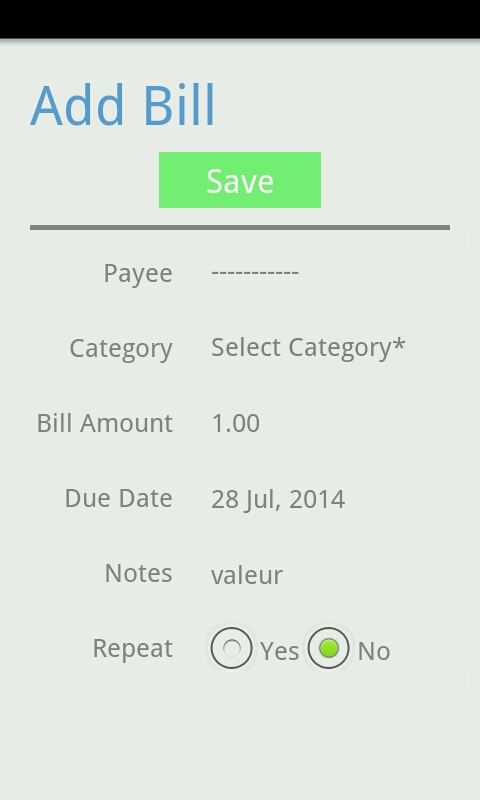 Add Bill
Save
Payee -----------
Category Select Category*
Bill Amount 1.00
Due Date 28 Jul, 2014
Notes valeur
Repeat Yes No